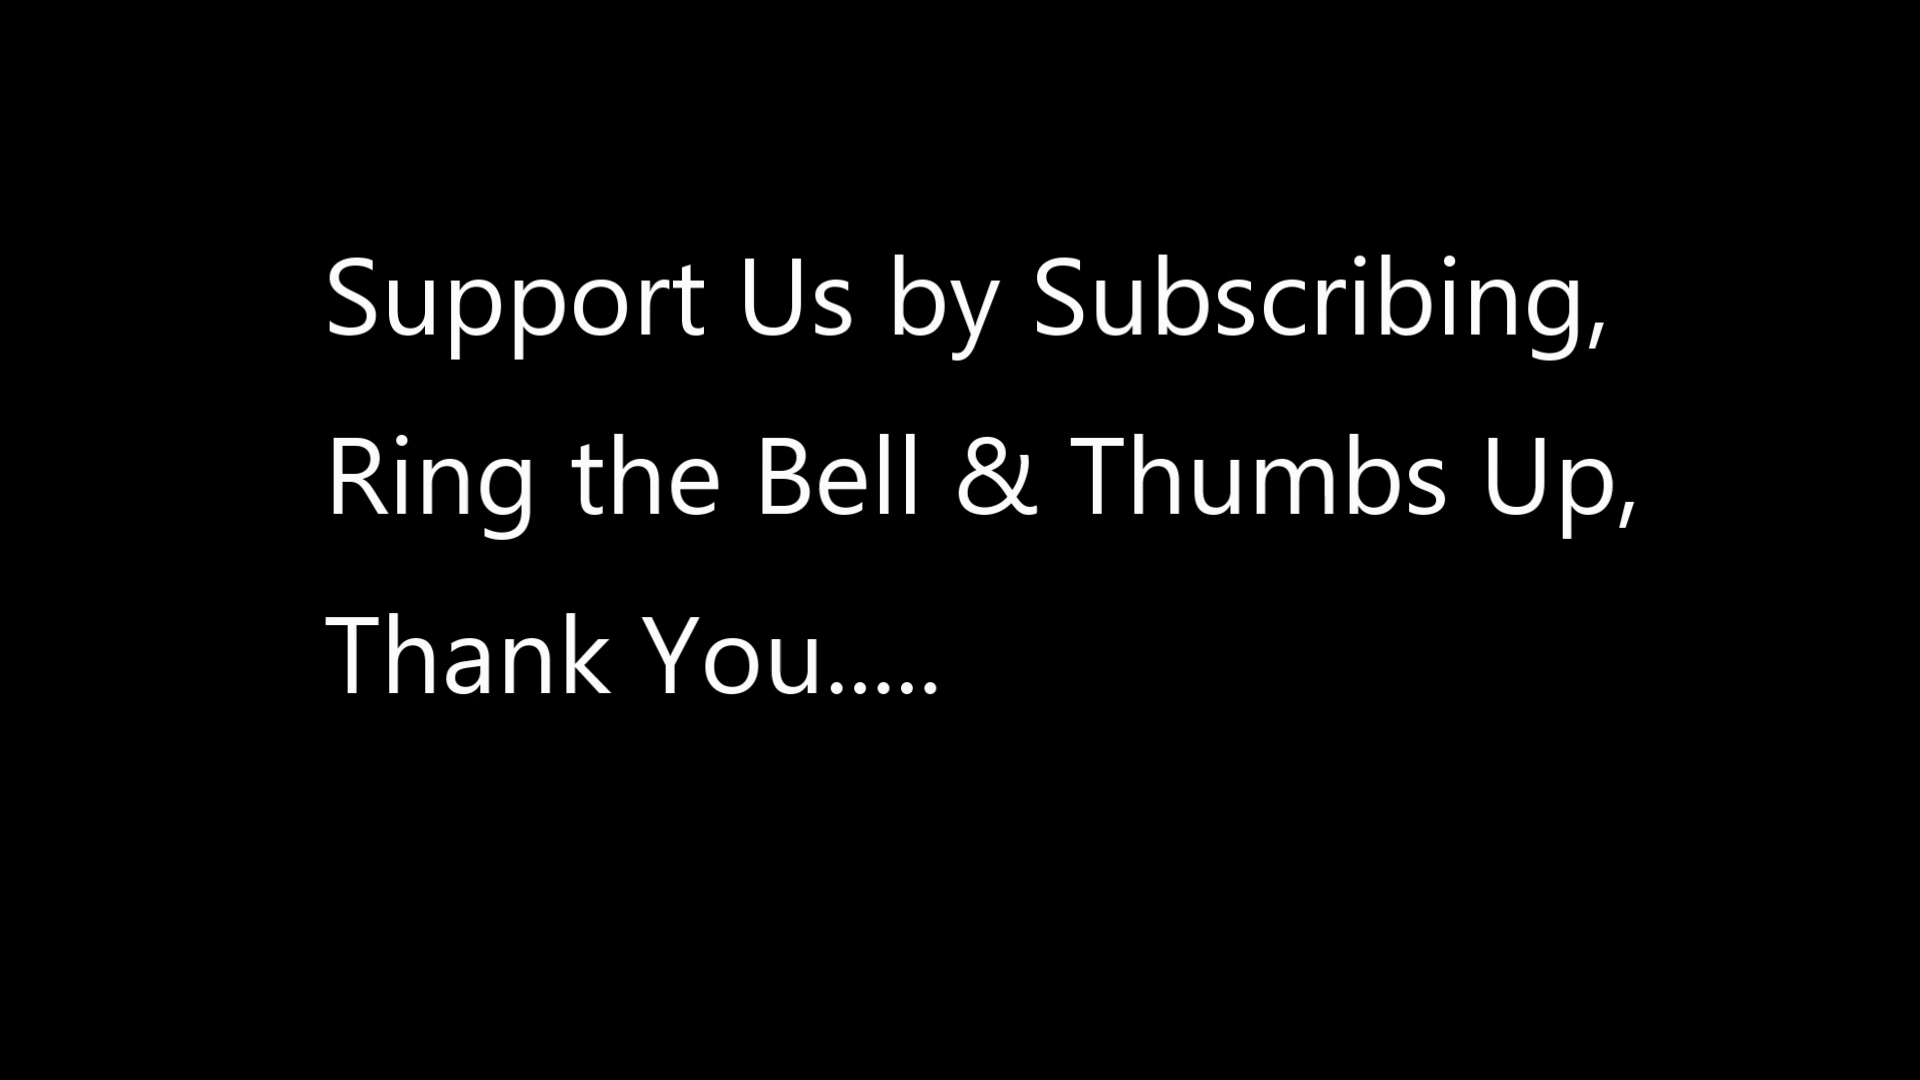 Support Us by Subscribing,
Ring the Bell & Thumbs Up,
Thank You.....